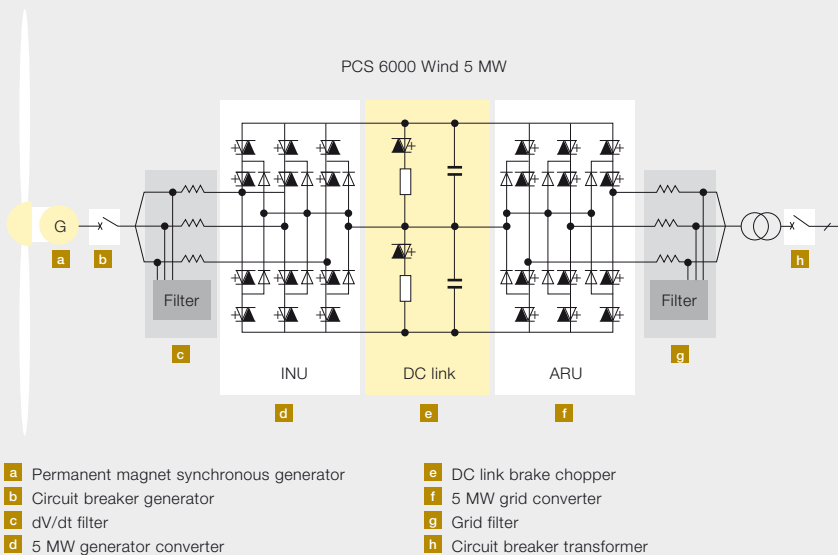 PCS 6000 Wind 5 MW
G
a
b
Filter
c
INU
d
DC link
e
ARU
f
Filter
g
h
a Permanent magnet synchronous generator
b Circuit breaker generator
c dV/dt filter
d 5 MW generator converter
e DC link brake chopper
f 5 MW grid converter
g Grid filter
h Circuit breaker transformer